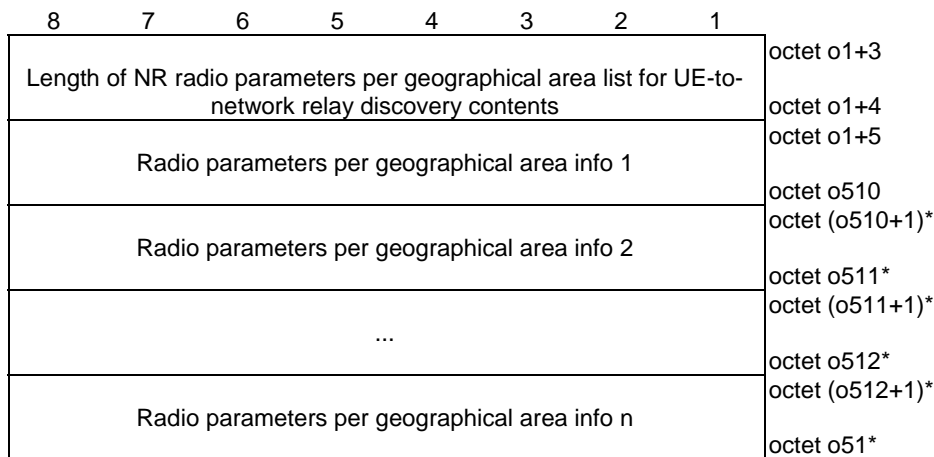 8 7 6 5 4 3 2 1
octet o1+3
Length of NR radio parameters per geographical area list for UE-to-
network relay discovery contents
octet o1+4
octet o1+5
Radio parameters per geographical area info 1
octet o510
octet (o510+1)*
Radio parameters per geographical area info 2
octet o511*
octet (o511+1)*
...
octet o512*
octet (o512+1)*
Radio parameters per geographical area info n
octet o51*